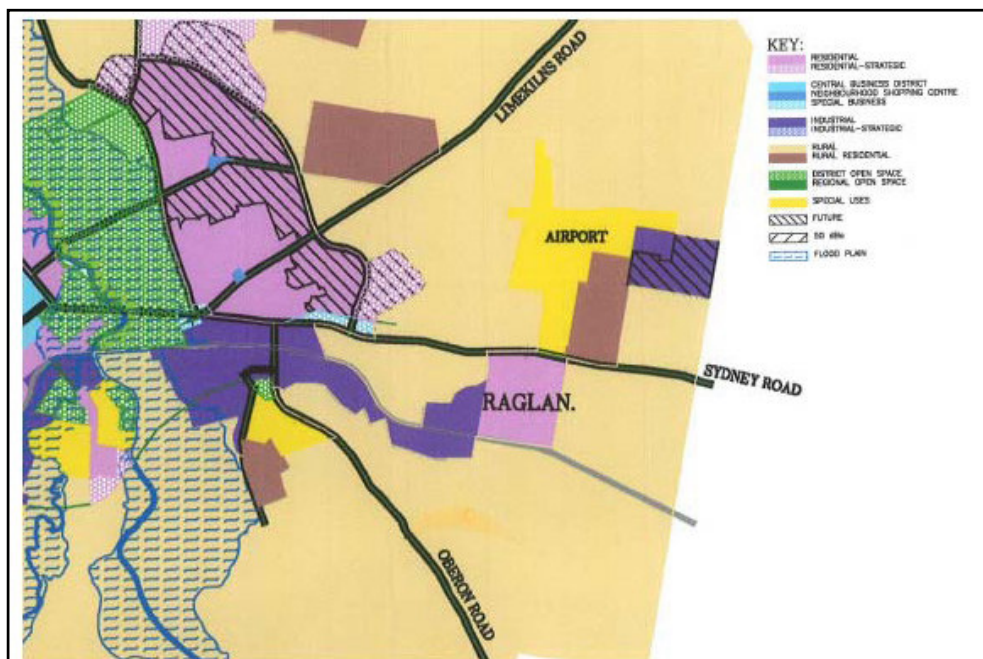 LIMEKILNS ROAD
AIRPORT
SYDNEY ROAD
RAGLAN.
OBERON ROAD
KEY:
RESIDENTIAL
RESIDENTIAL-STRATEGIC
CENTRAL BUSINESS DISTRICT
NEIGHBOURHOOD SHOPPING CENTRE
SPECIAL BUSINESS
INDUSTRIAL
INDUSTRIAL-STRATEGIC
RURAL
RURAL RESIDENTIAL
DISTRICT OPEN SPACE
REGIONAL OPEN SPACE
SPECIAL USES
FUTURE
FLOOD PLAIN